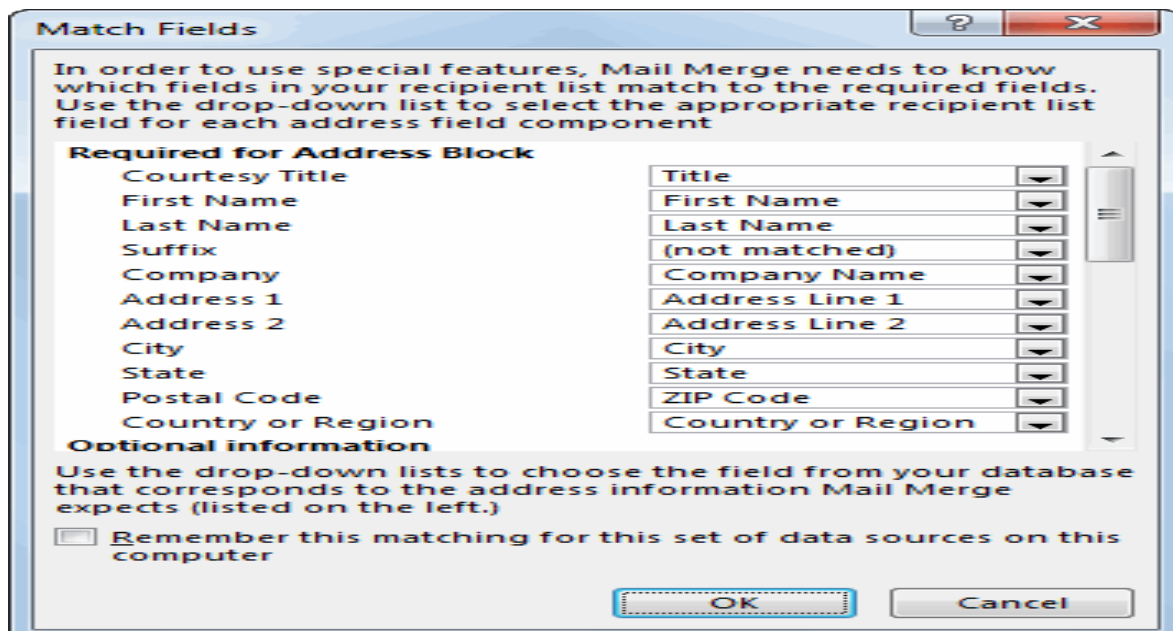 Match Fields
In order to use special features, Mail Merge needs to know
which fields in your recipient list match to the required fields.
Use the drop-down list to select the appropriate recipient list
field for each address field component
Required for Address Block
Courtesy Title Title
First Name First Name
Last Name Last Name
Suffix (not matched)
Company Company Name
Address 1 Address Line 1
Address 2 Address Line 2
City City
State State
Postal Code ZIP Code
Country or Region Country or Region
Optional information
Use the drop-down lists to choose the field from your database
that corresponds to the address information Mail Merge
expects (listed on the left.)
Remember this matching for this set of data sources on this
computer
OK Cancel